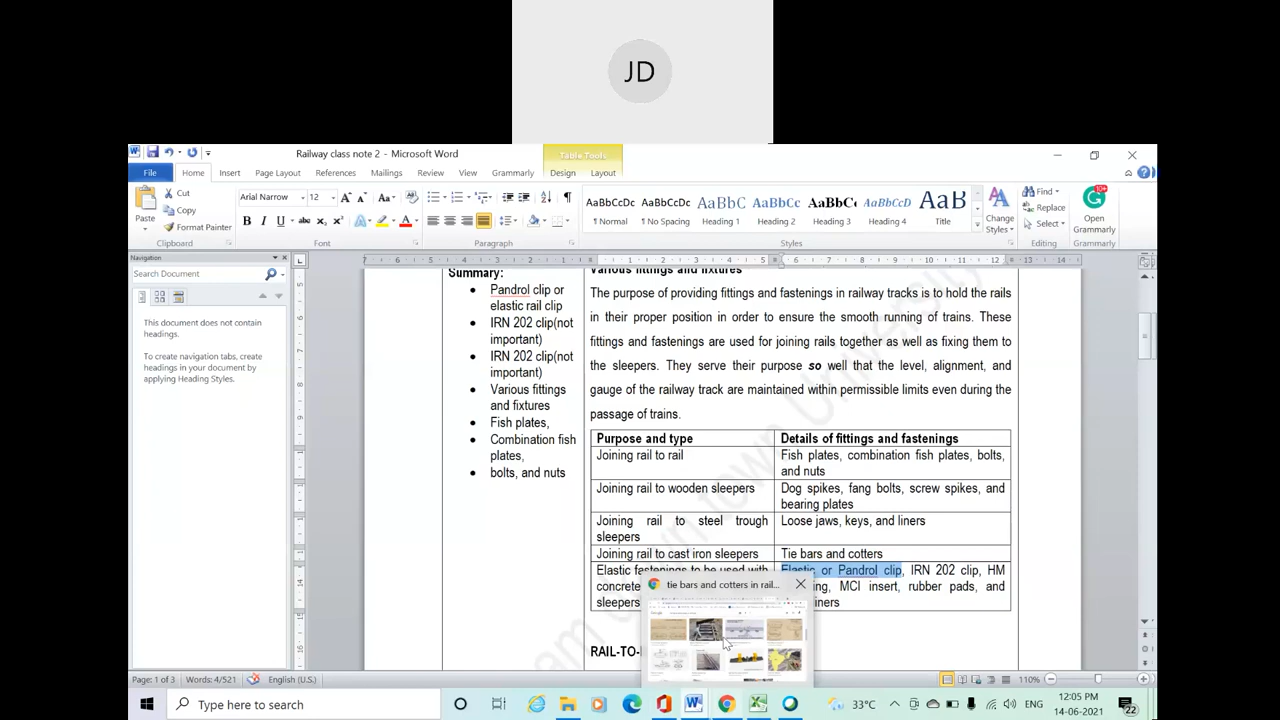 JD
Railway class note 2 - Microsoft Word
Table Tools
File
Home
Insert
Page Layout
References
Mailings
Review
View
Grammarly
Design
Layout
Paste
Cut
Copy
Format Painter
Clipboard
Arial Narrow
12
Font
Paragraph
AaBbCcDc
¶ Normal
AaBbCcDc
¶ No Spacing
AaBbC
Heading 1
AaBbCc
Heading 2
AaBbCc
Heading 3
AaBbCcDc
Heading 4
AaB
Title
Change
Styles
Styles
Find
Replace
Select
Editing
Open
Grammarly
Grammarly
Navigation
Search Document
This document does not contain
headings.
To create navigation tabs, create
headings in your document by
applying Heading Styles.
Summary:
Pandrol clip or
elastic rail clip
IRN 202 clip(not
important)
IRN 202 clip(not
important)
Various fittings
and fixtures
Fish plates,
Combination fish
plates,
bolts, and nuts
Various fittings and fixtures
The purpose of providing fittings and fastenings in railway tracks is to hold the rails
in their proper position in order to ensure the smooth running of trains. These
fittings and fastenings are used for joining rails together as well as fixing them to
the sleepers. They serve their purpose so well that the level, alignment, and
gauge of the railway track are maintained within permissible limits even during the
passage of trains.
Purpose and type
Details of fittings and fastenings
Joining rail to rail
Fish plates, combination fish plates, bolts,
and nuts
Joining rail to wooden sleepers
Dog spikes, fang bolts, screw spikes, and
bearing plates
Joining rail to steel trough
sleepers
Loose jaws, keys, and liners
Joining rail to cast iron sleepers
Tie bars and cotters
Elastic fastenings to be used with
concrete
sleepers
Elastic or Pandrol clip, IRN 202 clip, HM
MCI insert, rubber pads, and
tie bars and cotters in rail...
RAIL-TO-
Page: 1 of 3
Words: 4/521
English (U.S.)
110%
Type here to search
33°C
ENG
12:05 PM
14-06-2021
22